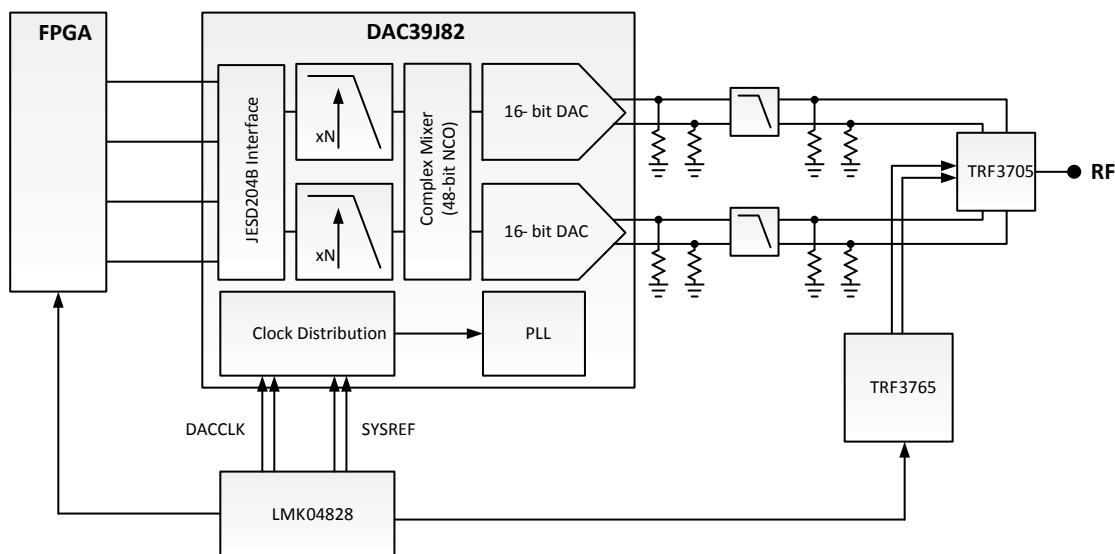 FPGA
DAC39J82
JESD204B Interface
xN
xN
Complex Mixer
(48-bit NCO)
16- bit DAC
16- bit DAC
TRF3705
RF
Clock Distribution
PLL
TRF3765
DACCLK
SYSREF
LMK04828